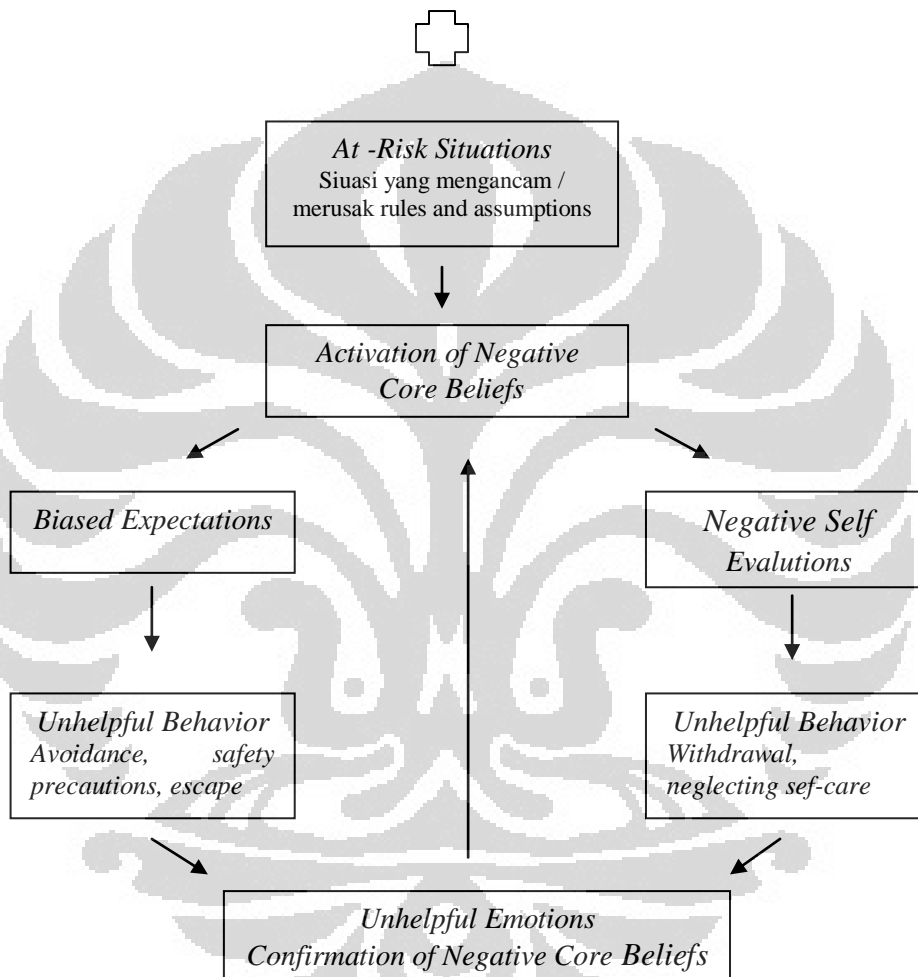 At -Risk Situations
Siuasi yang mengancam /
merusak rules and assumptions
Activation of Negative
Core Beliefs
Biased Expectations
Negative Self
Evalutions
Unhelpful Behavior
Avoidance, safety
precautions, escape
Unhelpful Behavior
Withdrawal,
neglecting sef-care
Unhelpful Emotions
Confirmation of Negative Core Beliefs